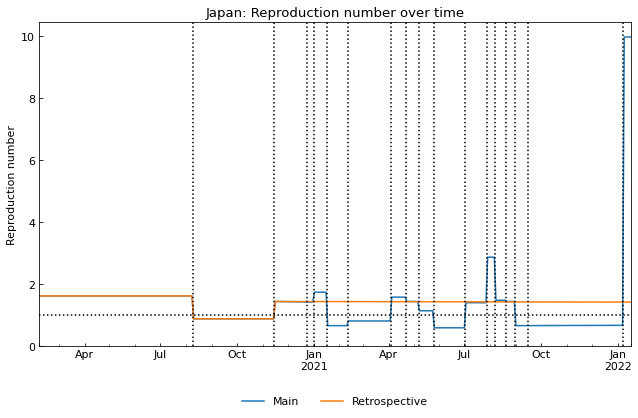 Japan: Reproduction number over time
Reproduction number
10
8
6
4
2
0
Apr Jul Oct Jan Apr Jul Oct Jan
2021 2022
Main Retrospective